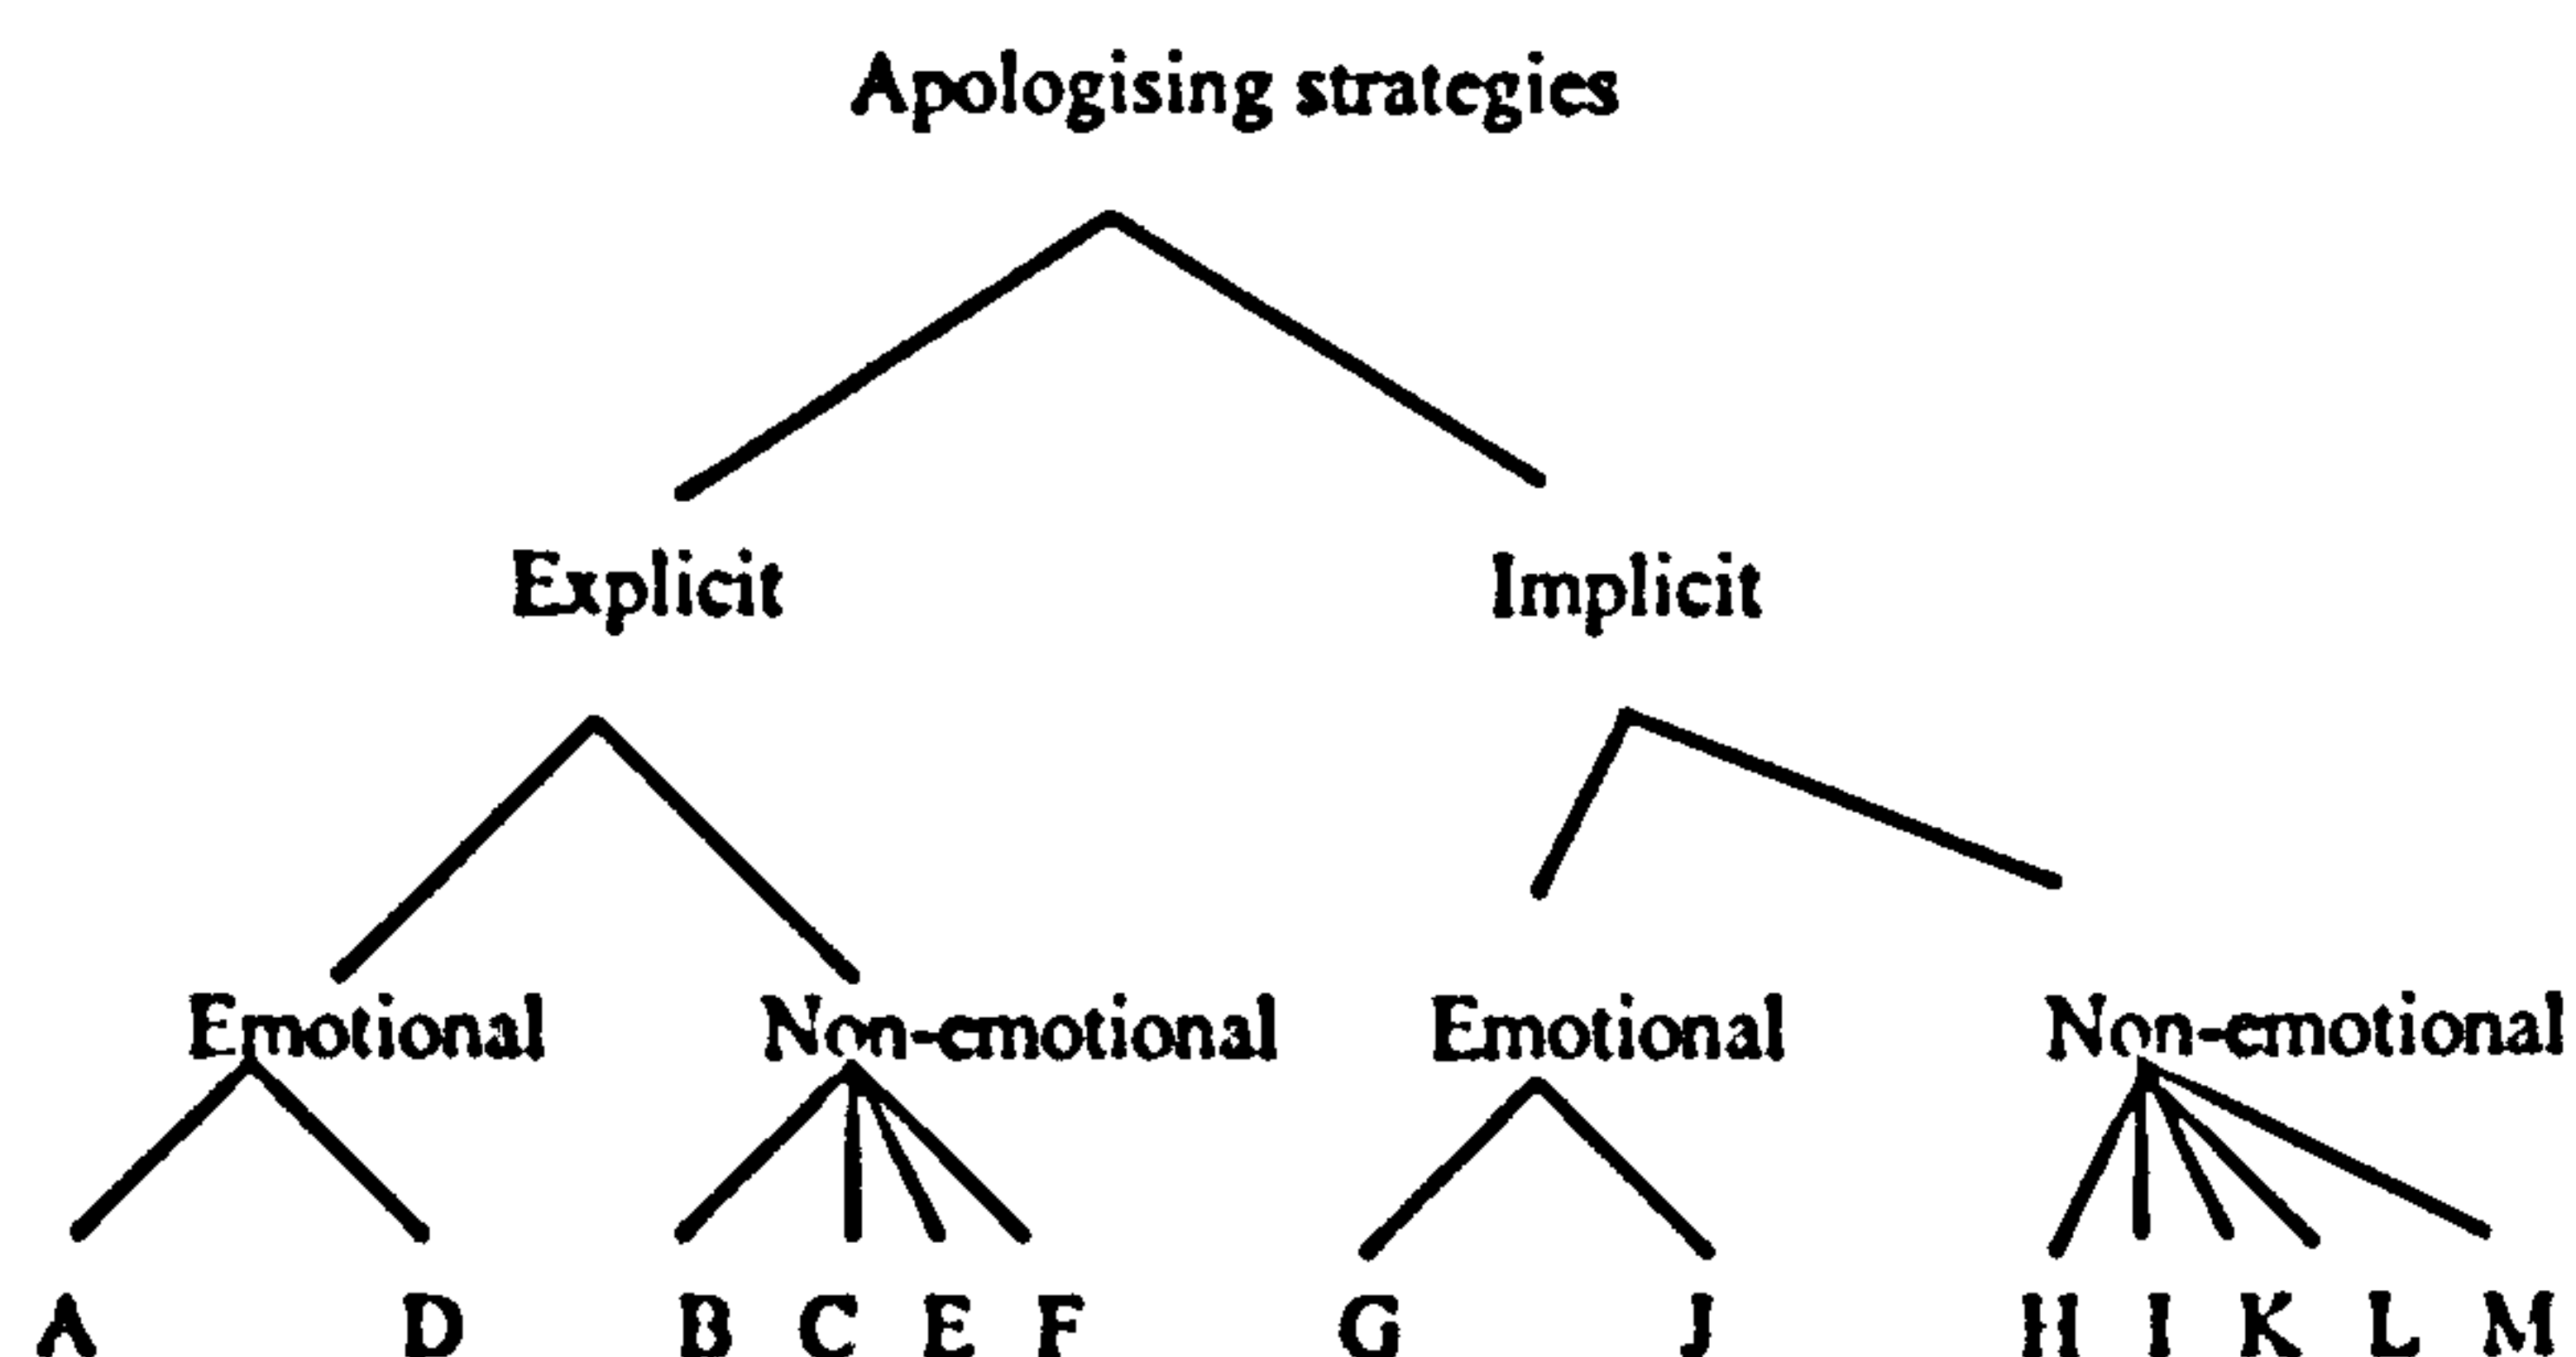 Apologising strategies
Explicit Implicit
Emotional Non-emotional Emotional Non-emotional
A D B C E F G J H I K L M